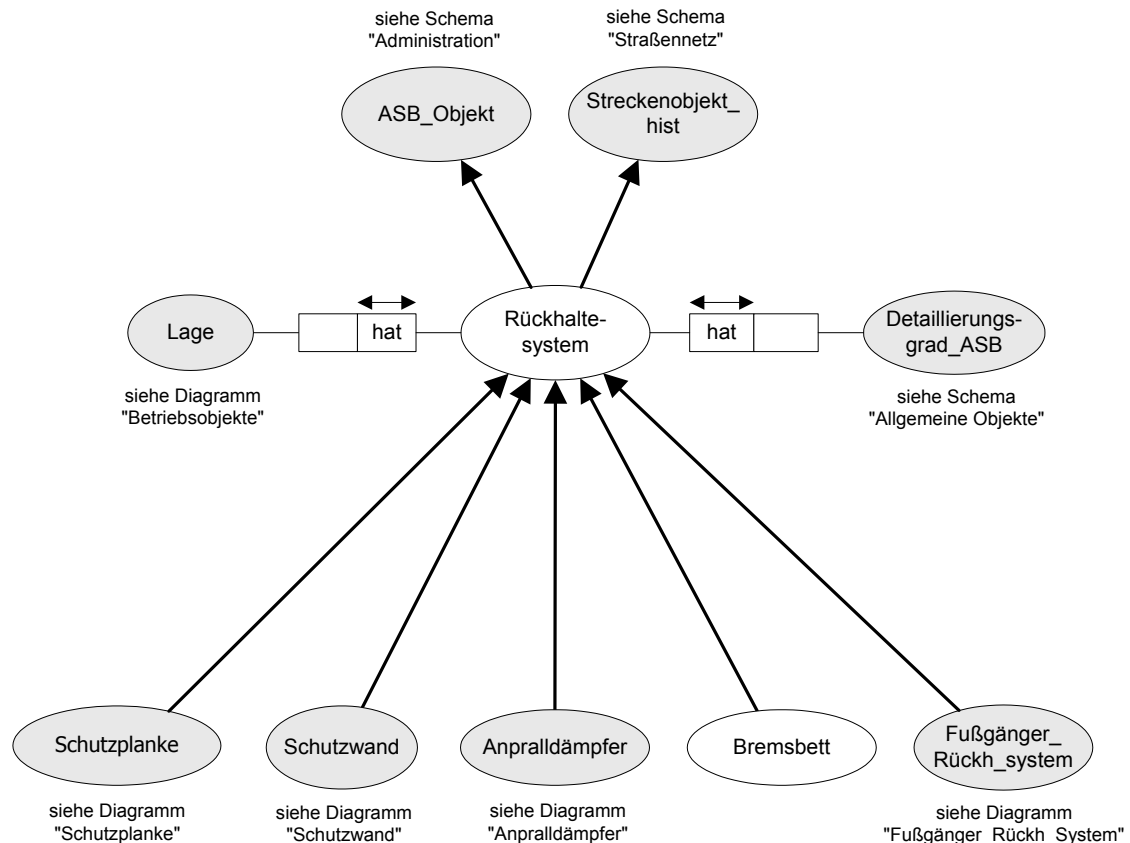 siehe Schema
"Administration"
siehe Schema
"Straßennetz"
ASB_Objekt
Streckenobjekt_
hist
Lage
hat
Rückhalte-
system
hat
Detaillierungs-
grad_ASB
siehe Diagramm
"Betriebsobjekte"
siehe Schema
"Allgemeine Objekte"
Schutzplanke
Schutzwand
Anpralldämpfer
Bremsbett
Fußgänger_
Rückh_system
siehe Diagramm
"Schutzplanke"
siehe Diagramm
"Schutzwand"
siehe Diagramm
"Anpralldämpfer"
siehe Diagramm
"Fußgänger_Rückh_System"